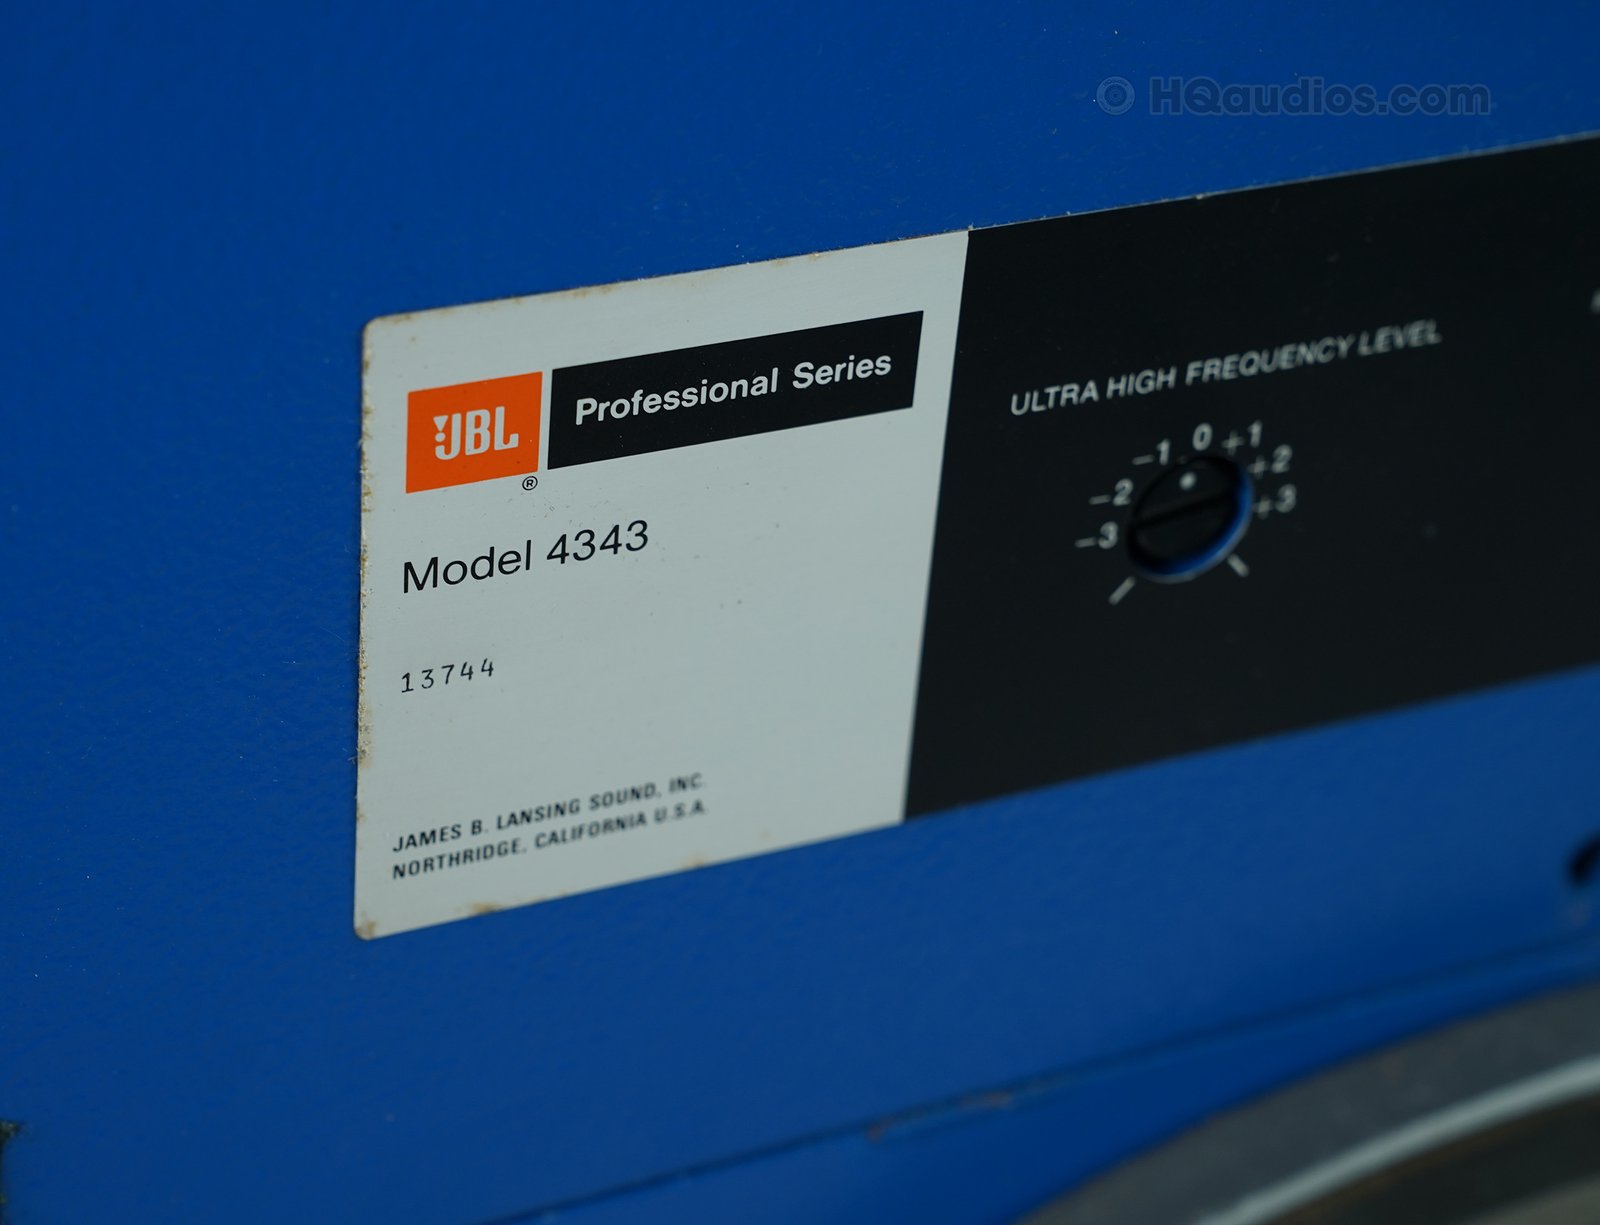 HQaudios.com
JBL Professional Series
®
Model 4343
13744
JAMES B. LANSING SOUND, INC.
NORTHRIDGE, CALIFORNIA U.S.A.
ULTRA HIGH FREQUENCY LEVEL
-3 -2 -1 0 +1 +2 +3